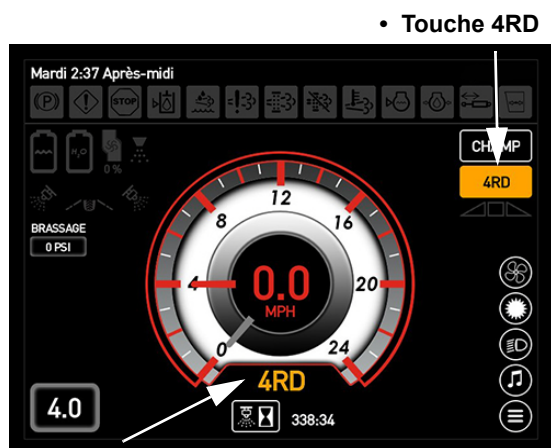 • Touche 4RD
Mardi 2:37 Après-midi
(P) STOP
H₂O
0 %
CHAMP
4RD
BRASSAGE
0 PSI
0 4 8 12 16 20 24
0.0
MPH
4RD
4.0
338:34